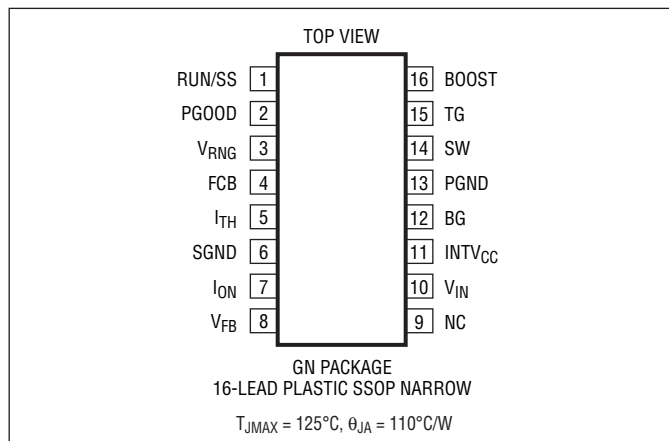 TOP VIEW
RUN/SS 1 16 BOOST
PGOOD 2 15 TG
VRNG 3 14 SW
FCB 4 13 PGND
ITH 5 12 BG
SGND 6 11 INTVCC
ION 7 10 VIN
VFB 8 9 NC
GN PACKAGE
16-LEAD PLASTIC SSOP NARROW
TJMAX = 125°C, θJA = 110°C/W